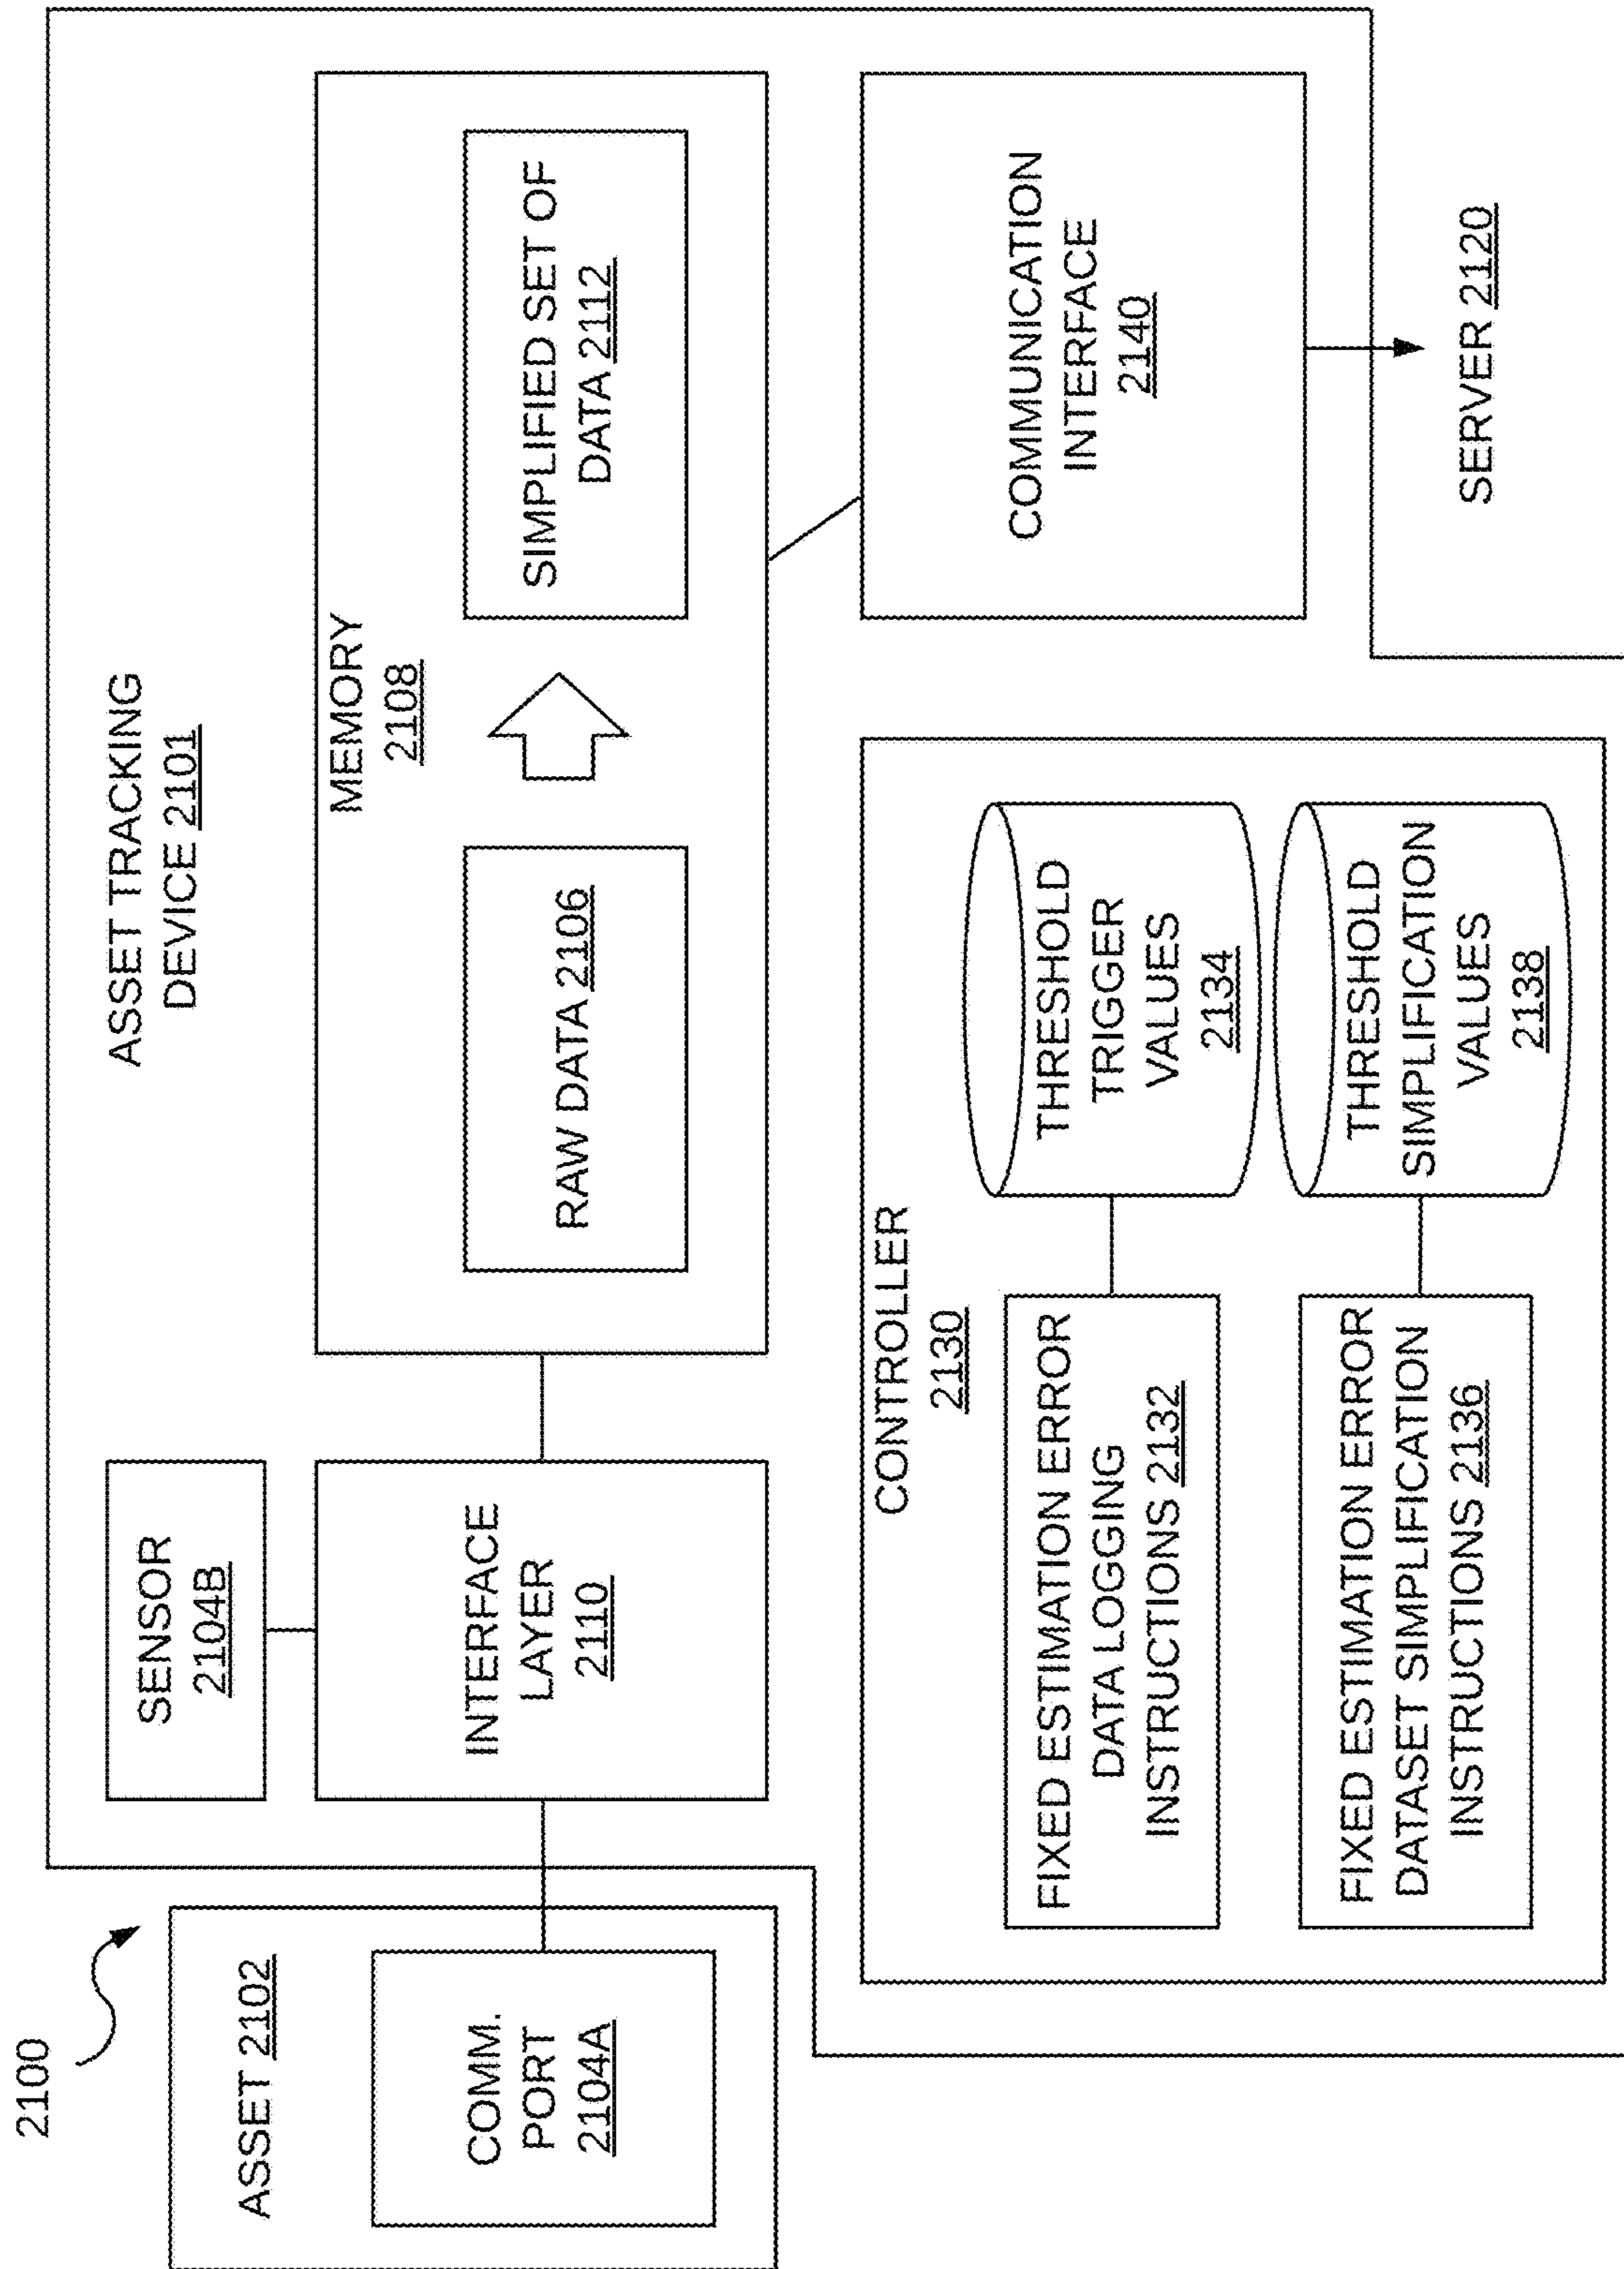 2100
ASSET 2102
COMM.
PORT
2104A
ASSET TRACKING
DEVICE 2101
SENSOR
2104B
INTERFACE
LAYER
2110
MEMORY
2108
RAW DATA 2106
SIMPLIFIED SET OF
DATA 2112
CONTROLLER
2130
FIXED ESTIMATION ERROR
DATA LOGGING
INSTRUCTIONS 2132
THRESHOLD
TRIGGER
VALUES
2134
FIXED ESTIMATION ERROR
DATASET SIMPLIFICATION
INSTRUCTIONS 2136
THRESHOLD
SIMPLIFICATION
VALUES
2138
COMMUNICATION
INTERFACE
2140
SERVER 2120